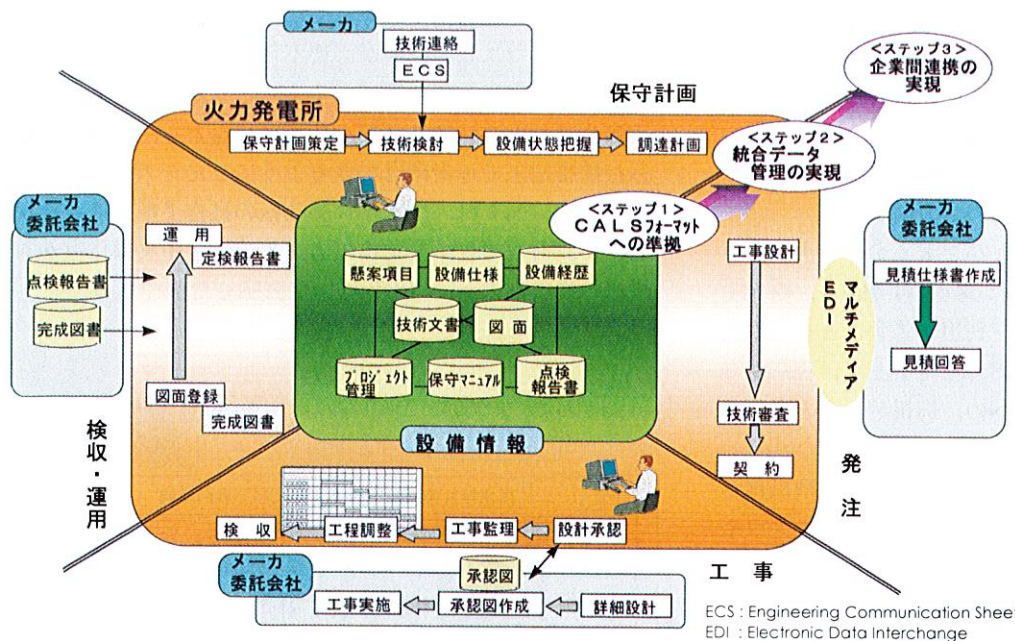 メーカ
技術連絡
ECS
<ステップ3>
企業間連携の
実現
保守計画
火力発電所
保守計画策定
技術検討
設備状態把握
調達計画
<ステップ2>
統合データ
管理の実現
<ステップ1>
CALSフォーマット
への準拠
メーカ
委託会社
点検報告書
完成図書
運用
定検報告書
図面登録
完成図書
検収・運用
懸案項目
設備仕様
設備経歴
技術文書
図面
プロジェクト
管理
保守マニュアル
点検
報告書
設備情報
工事設計
技術審査
契約
マルチメディア
EDI
メーカ
委託会社
見積仕様書作成
見積回答
発注
検収
工程調整
工事監理
設計承認
メーカ
委託会社
承認図
工事実施
承認図作成
詳細設計
工事
ECS : Engineering Communication Shee
EDI : Electronic Data Interchange